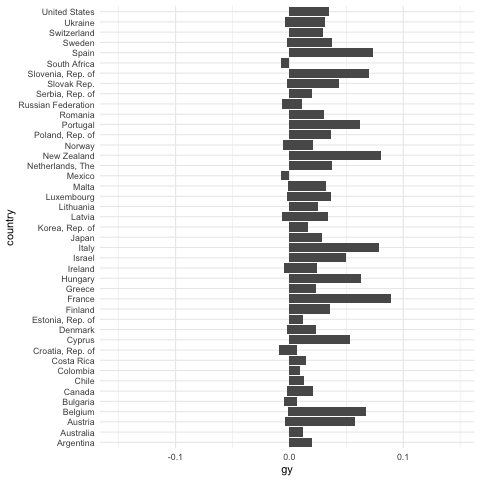 United States
Ukraine
Switzerland
Sweden
Spain
South Africa
Slovenia, Rep. of
Slovak Rep.
Serbia, Rep. of
Russian Federation
Romania
Portugal
Poland, Rep. of
Norway
New Zealand
Netherlands, The
Mexico
Malta
Luxembourg
Lithuania
Latvia
Korea, Rep. of
Japan
Italy
Israel
Ireland
Hungary
Greece
France
Finland
Estonia, Rep. of
Denmark
Cyprus
Croatia, Rep. of
Costa Rica
Colombia
Chile
Canada
Bulgaria
Belgium
Austria
Australia
Argentina
country
-0.1 0.0 0.1
gy